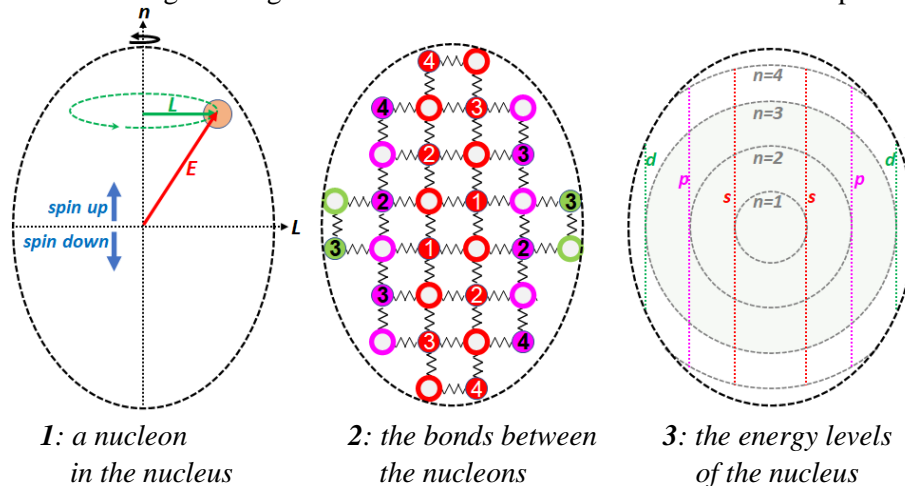 n
L
E
spin up
spin down
L
4
4 3
2 3
2 1 3
3 1 2
3 2
3 4
4
n=4
n=3
n=2
n=1
d p s s p d
1: a nucleon
in the nucleus
2: the bonds between
the nucleons
3: the energy levels
of the nucleus